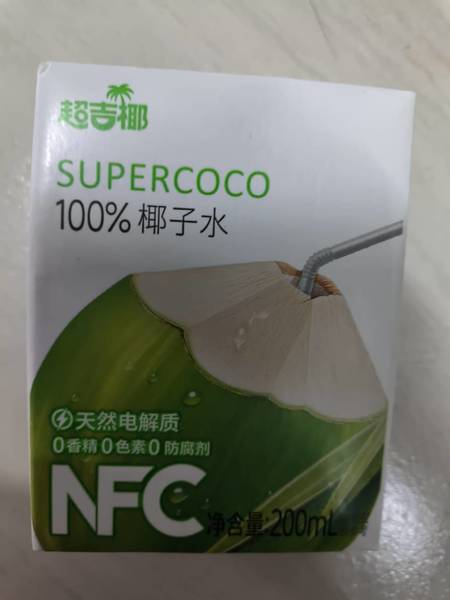 超吉椰
SUPERCOCO
100% 椰子水
天然电解质
0香精 0色素 0 防腐剂
NFC
净含量:200mL